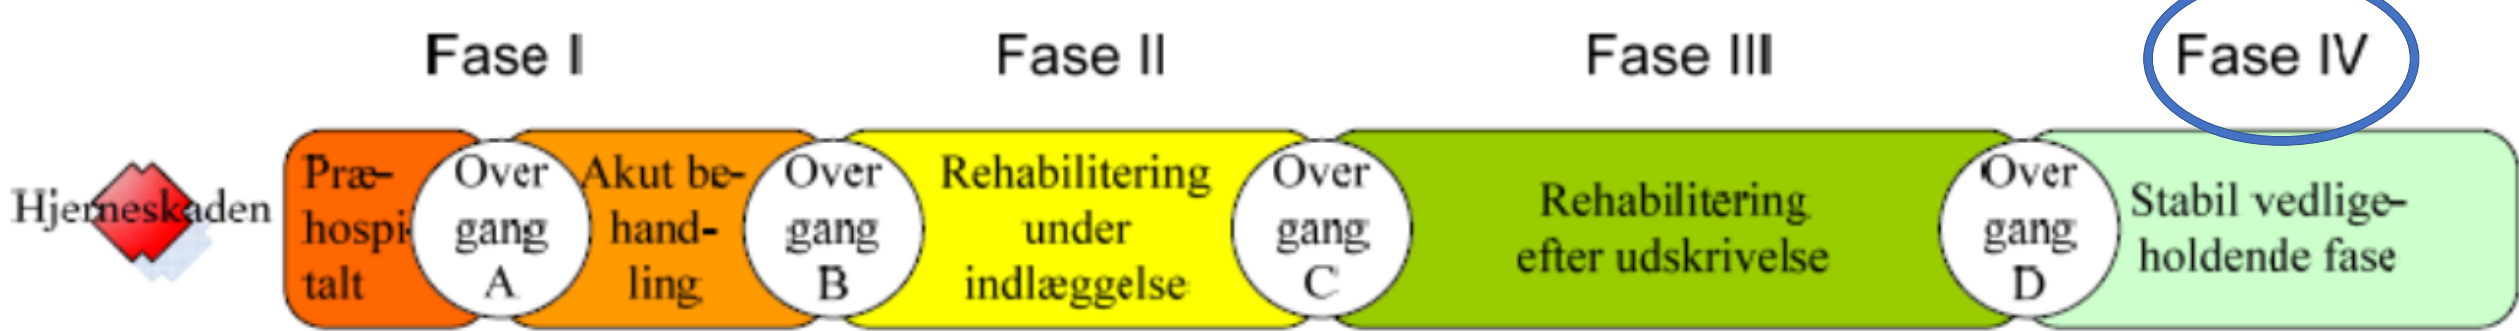 Fase I
Fase II
Fase III
Fase IV
Hjerneskaden
Præ-
hospi-
talt
Over
gang
A
Akut be-
hand-
ling
Over
gang
B
Rehabilitering
under
indlæggelse
Over
gang
C
Rehabilitering
efter udskrivelse
Over
gang
D
Stabil vedlige-
holdende fase